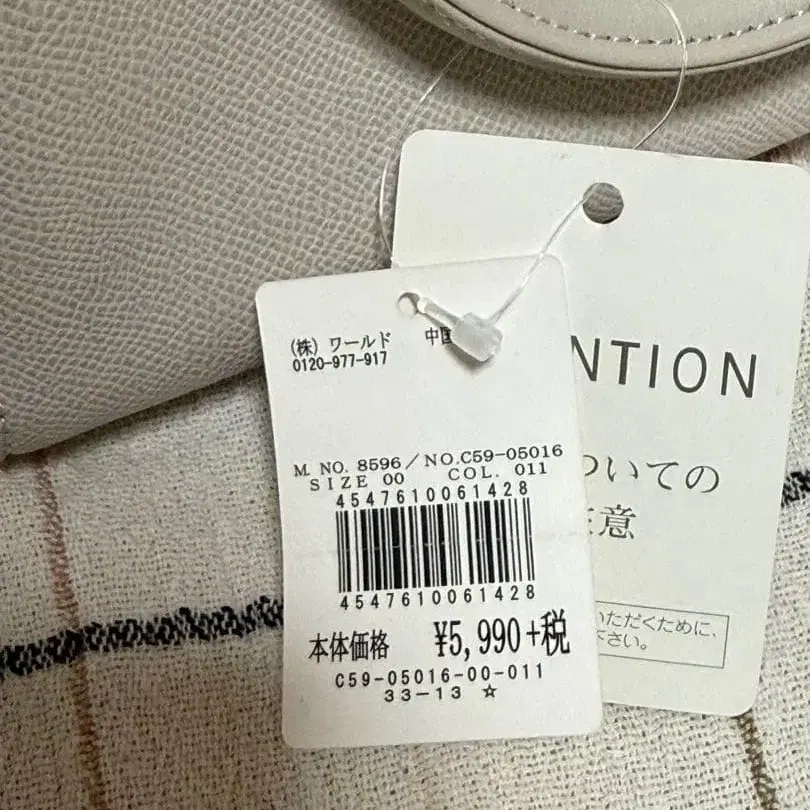 (株) ワールド 中国
0120-977-917
M. NO. 8596/NO.C59-05016
SIZE 00 COL. 011
4547610061428
4547610061428
本体価格 ¥5,990+税
C59-05016-00-011
33-13 ☆
NTION
ついての
意
いただくために、
下さい。